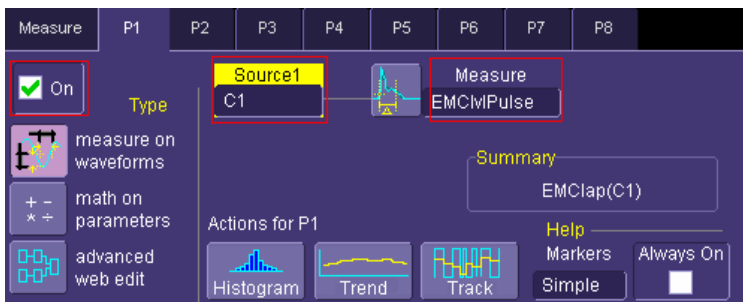 Measure P1 P2 P3 P4 P5 P6 P7 P8
On
Type
Source1
C1
Measure
EMClvlPulse
measure on
waveforms
Summary
EMClap(C1)
math on
parameters
Actions for P1
Help
Markers
Always On
advanced
web edit
Histogram
Trend
Track
Simple